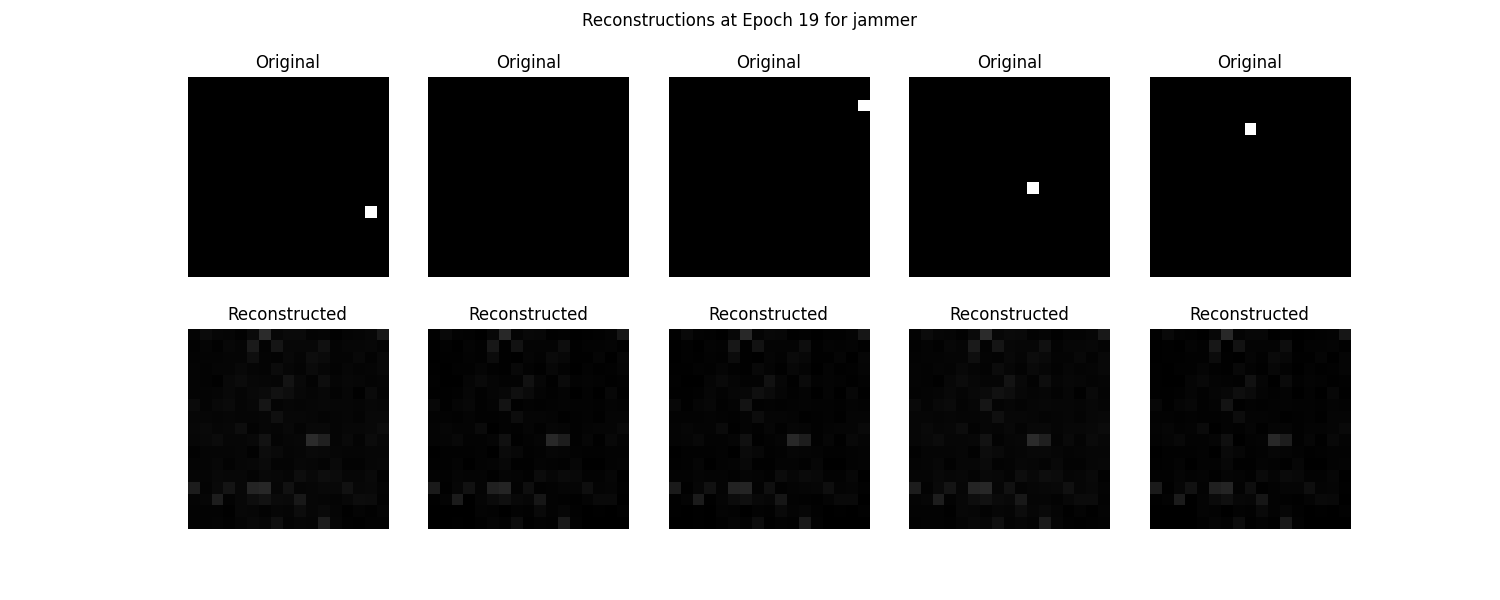 Reconstructions at Epoch 19 for jammer
Original Original Original Original Original
Reconstructed Reconstructed Reconstructed Reconstructed Reconstructed